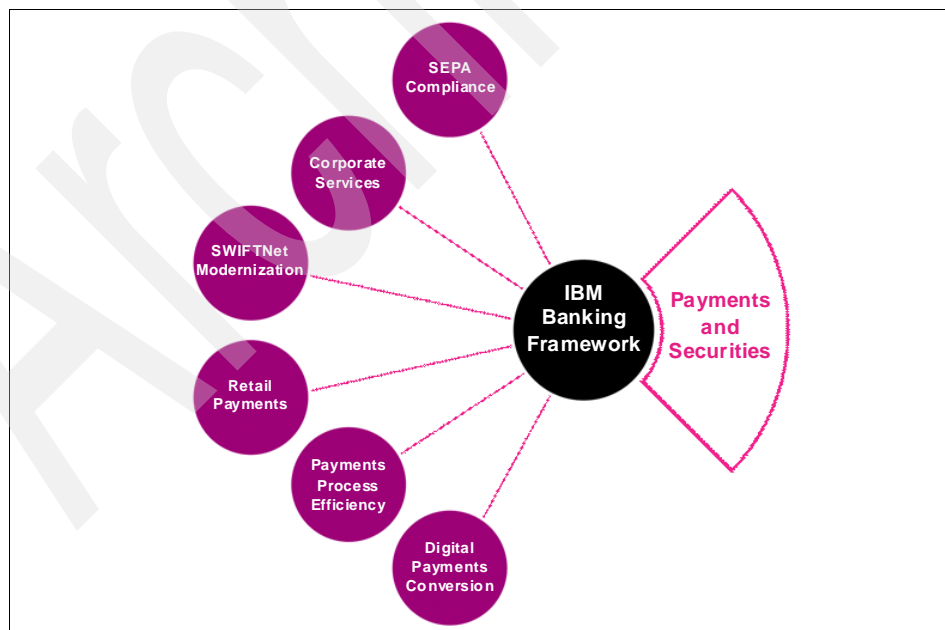 SEPA
Compliance
Corporate
Services
SWIFTNet
Modernization
IBM
Banking
Framework
Payments
and
Securities
Retail
Payments
Payments
Process
Efficiency
Digital
Payments
Conversion